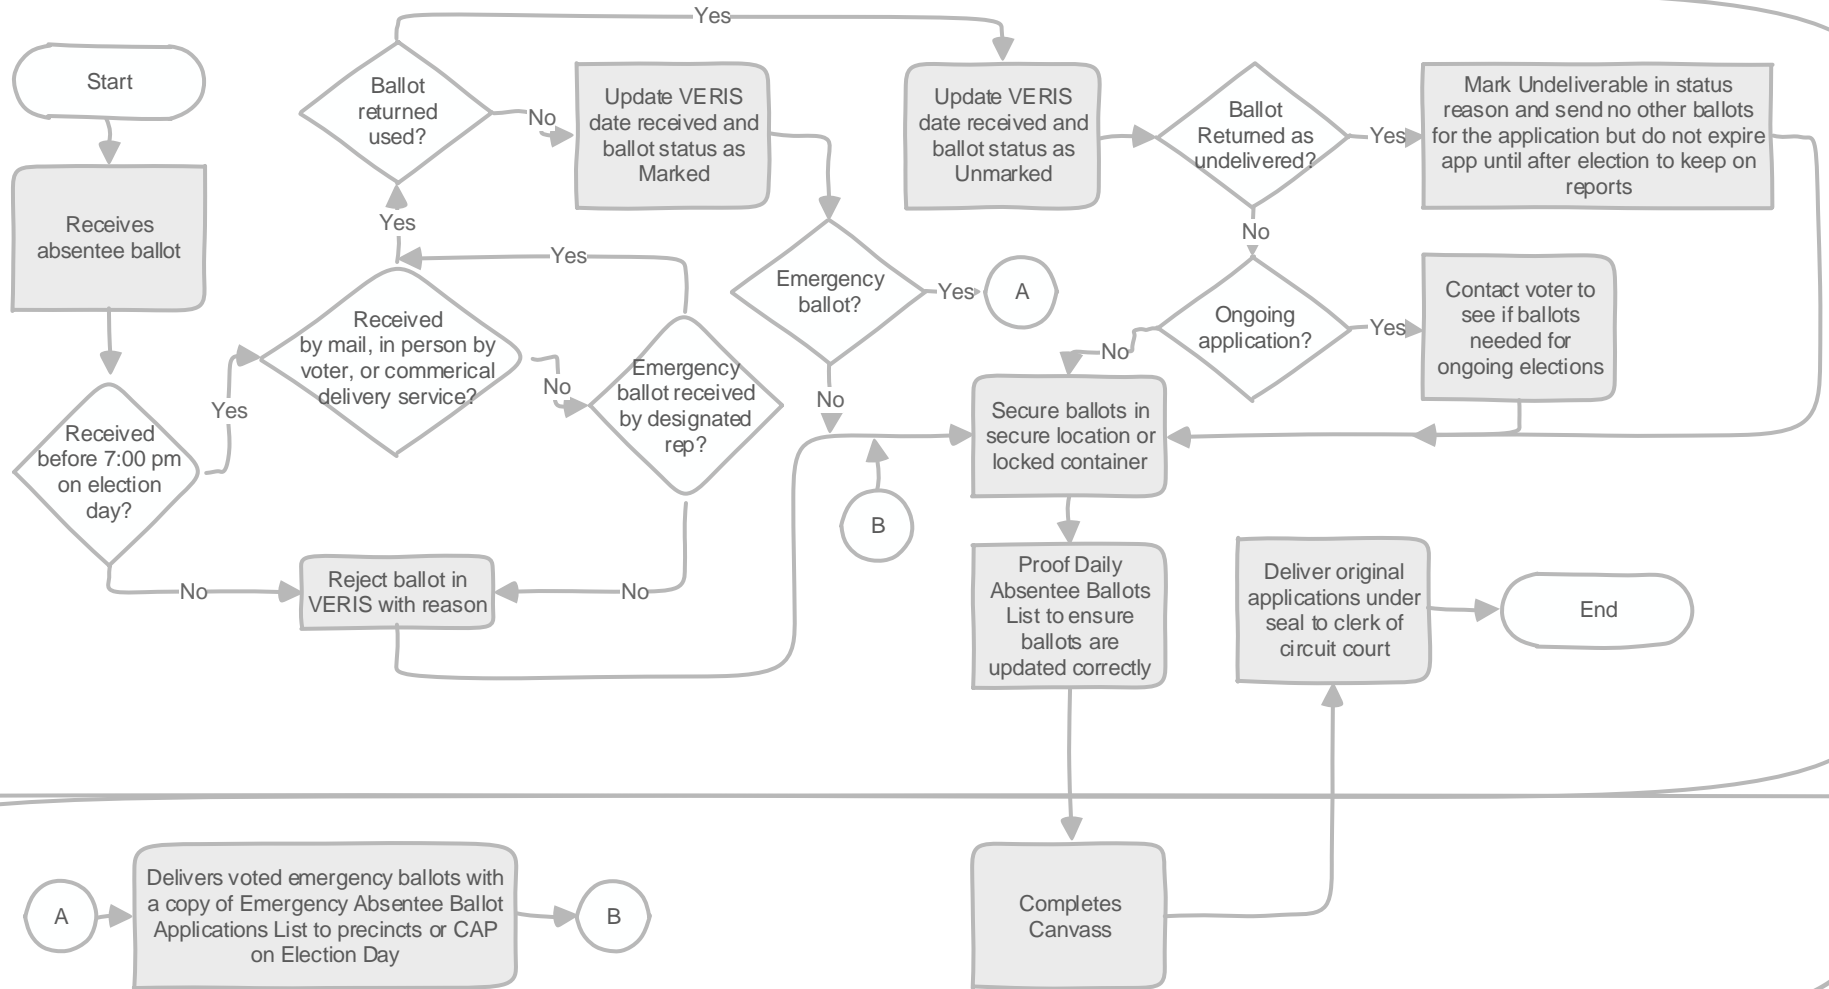 Yes
Start
Ballot
returned
used?
No
Update VERIS
date received and
ballot status as
Marked
Update VERIS
date received and
ballot status as
Unmarked
Ballot
Returned as
undelivered?
Yes
Mark Undeliverable in status
reason and send no other ballots
for the application but do not expire
app until after election to keep on
reports
Receives
absentee ballot
Yes
Yes
No
Emergency
ballot?
Yes
A
Ongoing
application?
Yes
Contact voter to
see if ballots
needed for
ongoing elections
Received
by mail, in person by
voter, or commerical
delivery service?
No
Emergency
ballot received
by designated
rep?
No
No
Yes
Received
before 7:00 pm
on election
day?
Secure ballots in
secure location or
locked container
B
No
Reject ballot in
VERIS with reason
No
Proof Daily
Absentee Ballots
List to ensure
ballots are
updated correctly
Deliver original
applications under
seal to clerk of
circuit court
End
A
Delivers voted emergency ballots with
a copy of Emergency Absentee Ballot
Applications List to precincts or CAP
on Election Day
B
Completes
Canvass